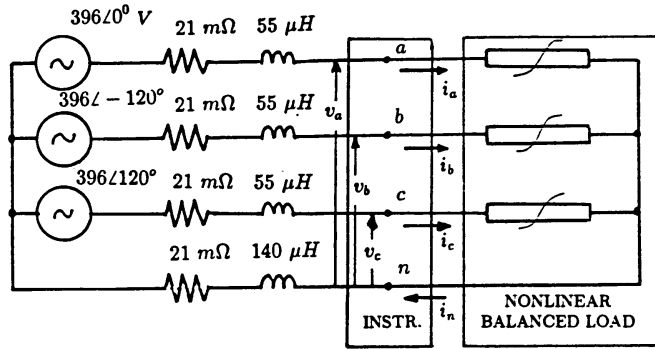 396∠0° V
21 mΩ
55 μH
a
i_a
396∠−120°
21 mΩ
55 μH
v_a
b
i_b
396∠120°
21 mΩ
55 μH
v_b
c
i_c
v_c
21 mΩ
140 μH
n
i_n
INSTR.
NONLINEAR
BALANCED LOAD